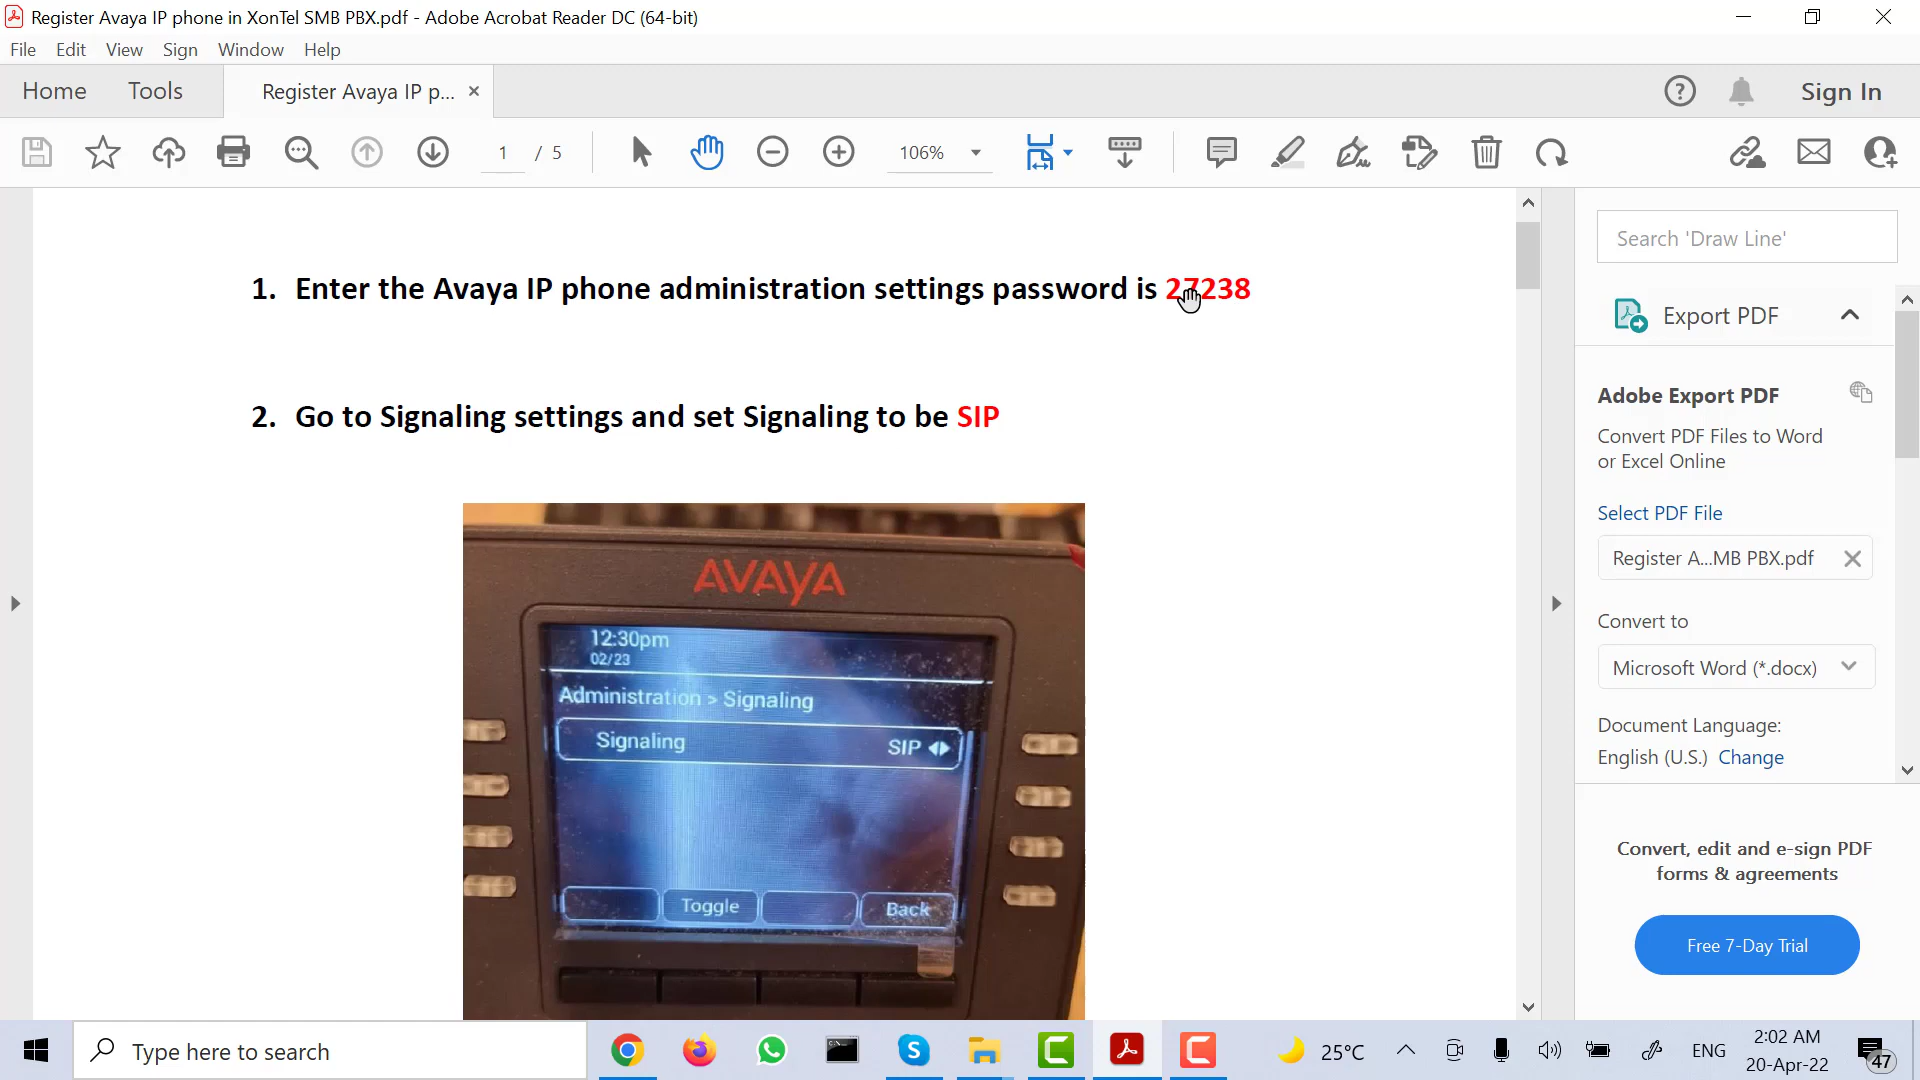 Register Avaya IP phone in XonTel SMB PBX.pdf - Adobe Acrobat Reader DC (64-bit)
File Edit View Sign Window Help
Home Tools Register Avaya IP p... Sign In
1 / 5 106%
Search 'Draw Line'
1. Enter the Avaya IP phone administration settings password is 27238
Export PDF
Adobe Export PDF
2. Go to Signaling settings and set Signaling to be SIP
Convert PDF Files to Word
or Excel Online
Select PDF File
Register A...MB PBX.pdf
AVAYA
12:30pm
02/23
Administration > Signaling
Signaling SIP
Toggle Back
Convert to
Microsoft Word (*.docx)
Document Language:
English (U.S.) Change
Convert, edit and e-sign PDF
forms & agreements
Free 7-Day Trial
Type here to search
25°C
ENG
2:02 AM
20-Apr-22
47